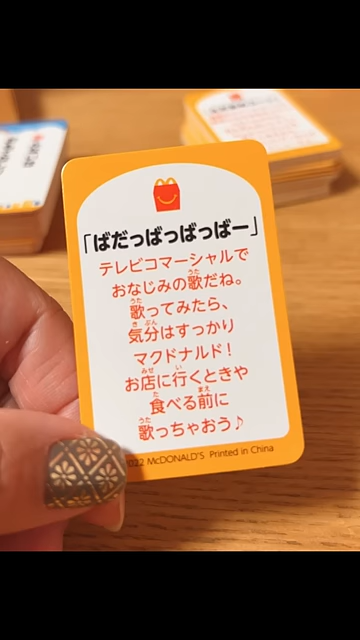 「ばだっばっばっばー」
テレビコマーシャルで
おなじみの歌だね。
歌ってみたら、
気分はすっかり
マクドナルド！
お店に行くときや
食べる前に
歌っちゃおう♪
2022 McDONALD'S Printed in China